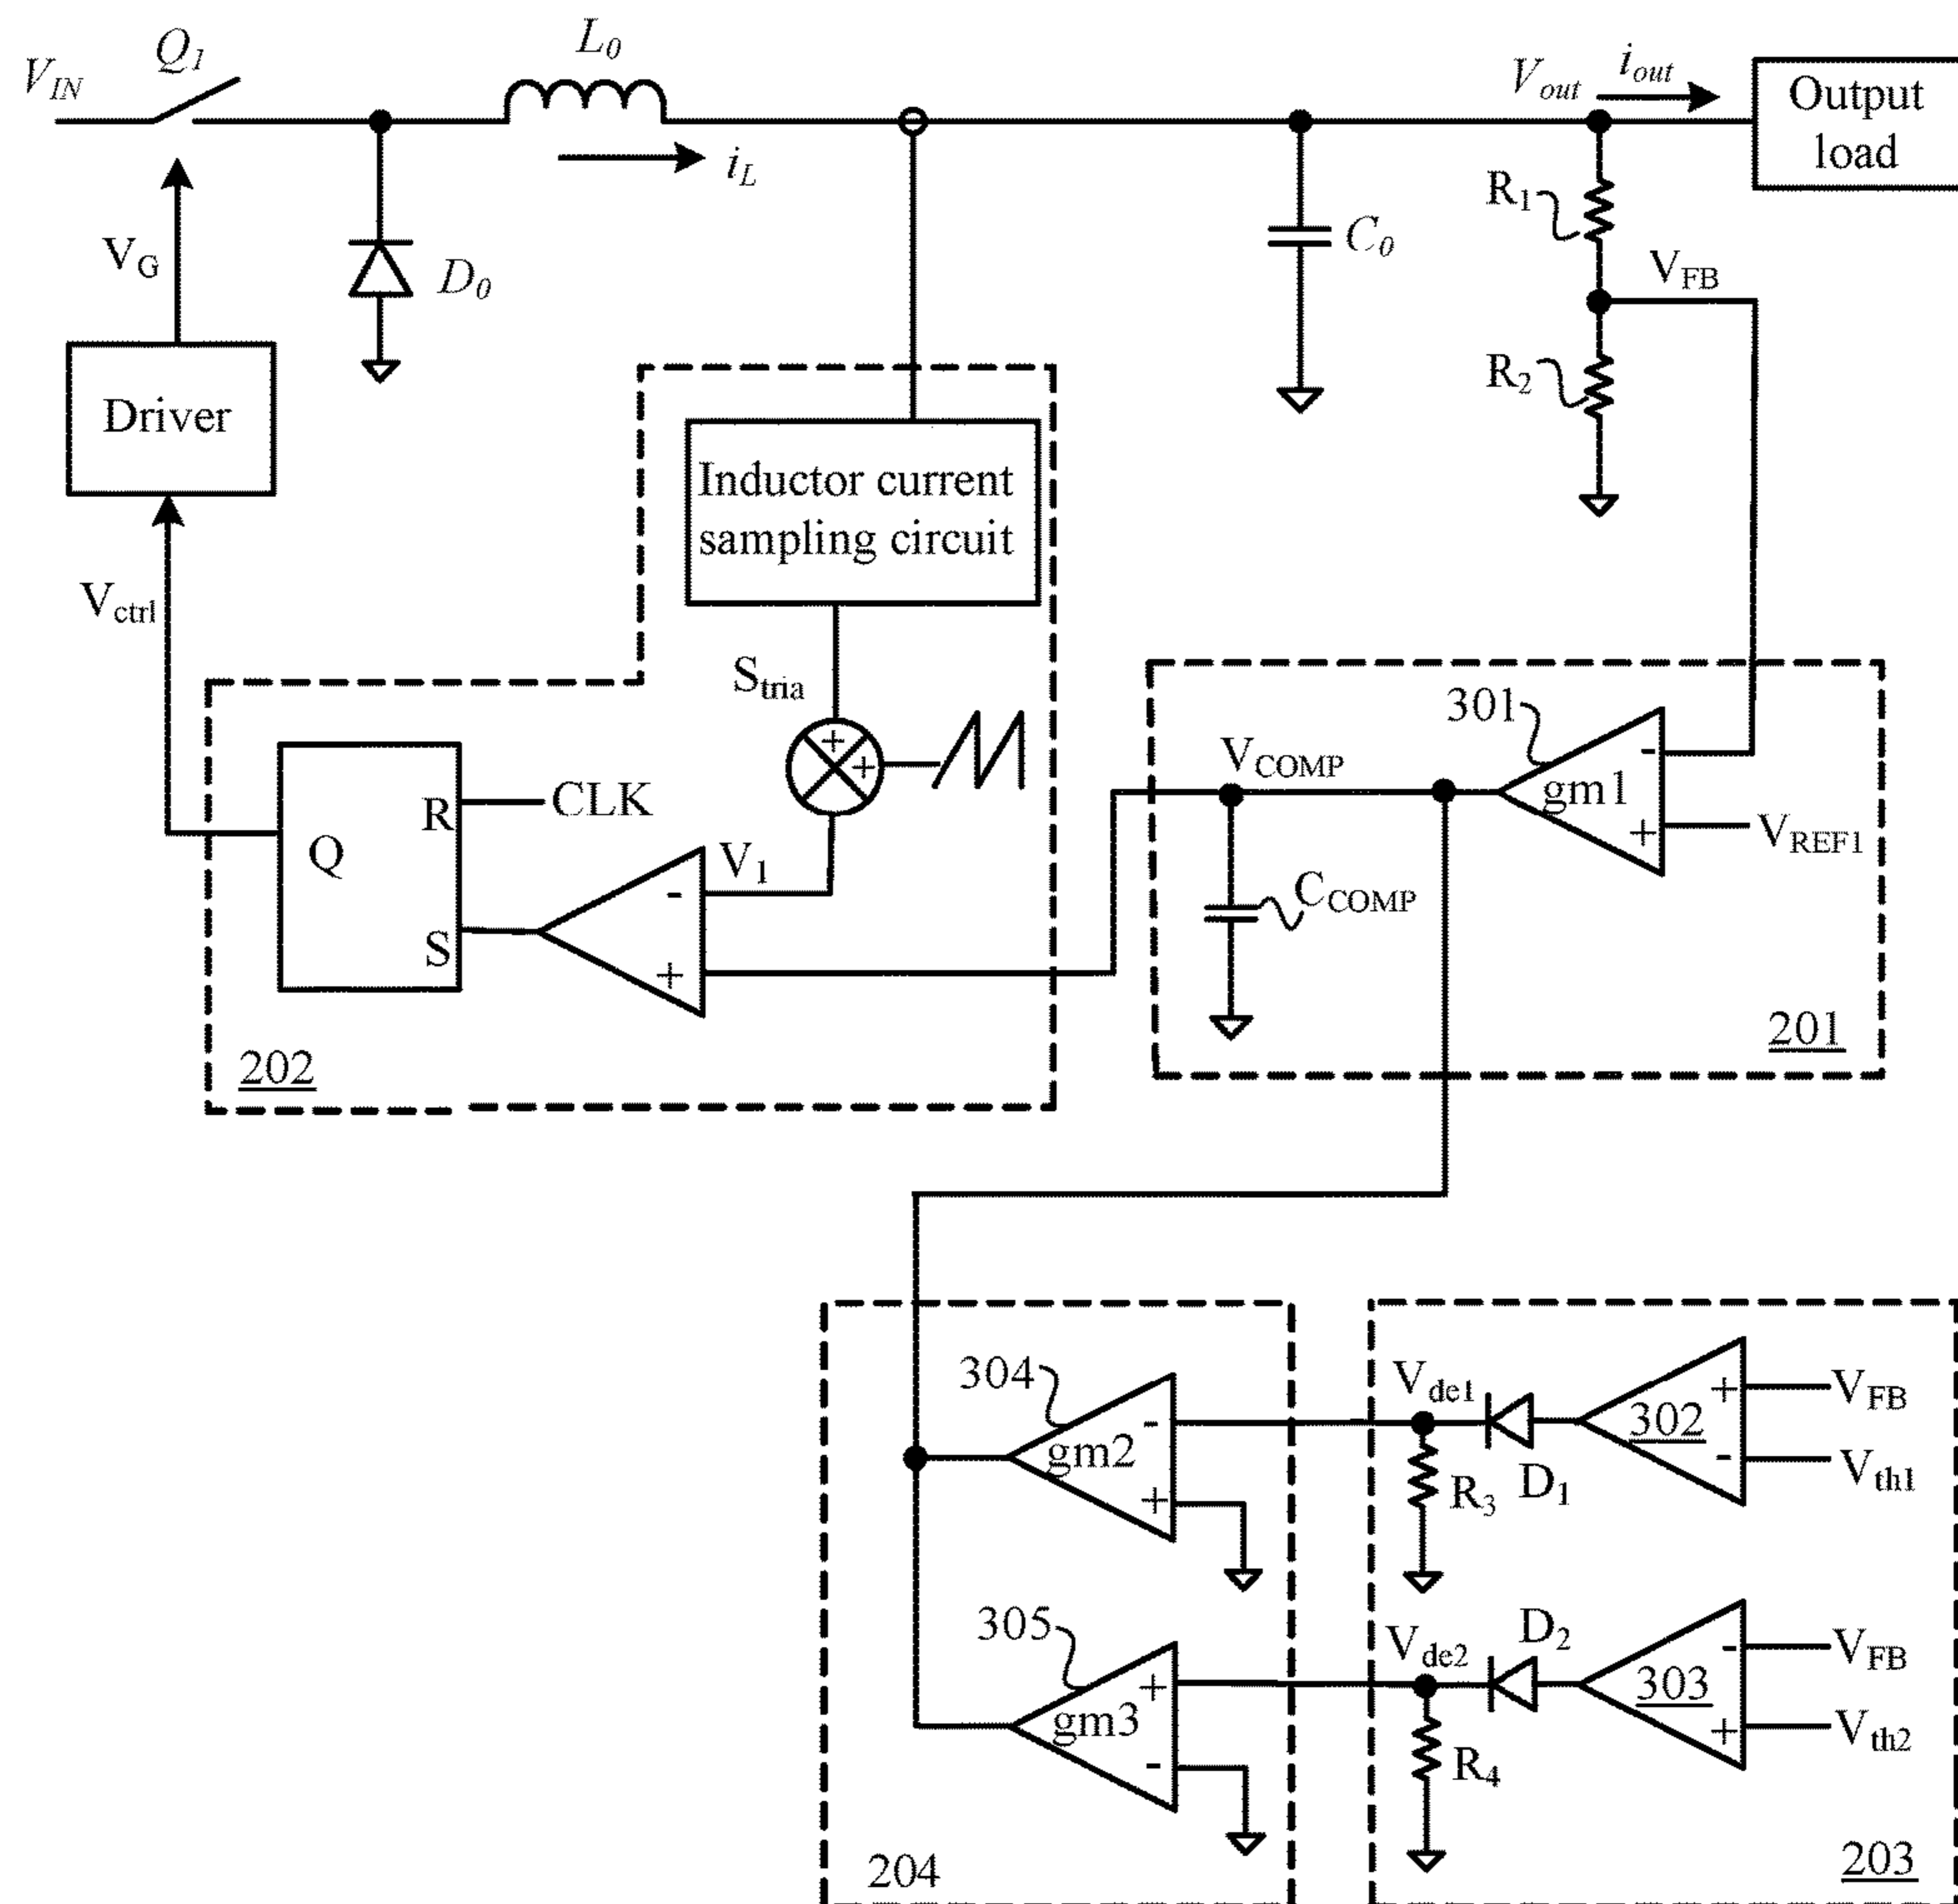 V_IN
Q_1
L_0
i_L
V_out
i_out
Output
load
V_G
D_0
C_0
R_1
V_FB
R_2
Driver
Inductor current
sampling circuit
V_ctrl
S_tria
+
+
301
-
gm1
+
V_REF1
V_COMP
C_COMP
201
R
CLK
Q
S
V_1
-
+
202
304
-
gm2
+
V_de1
R_3
D_1
+
302
-
V_FB
V_th1
305
+
gm3
-
V_de2
D_2
R_4
-
303
+
V_FB
V_th2
204
203